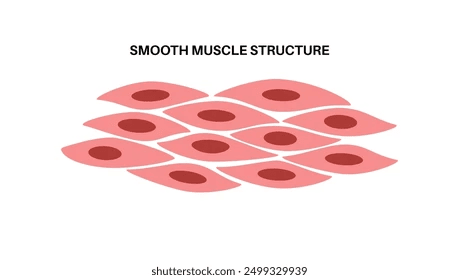 SMOOTH MUSCLE STRUCTURE
shutterstock.com · 2499329939